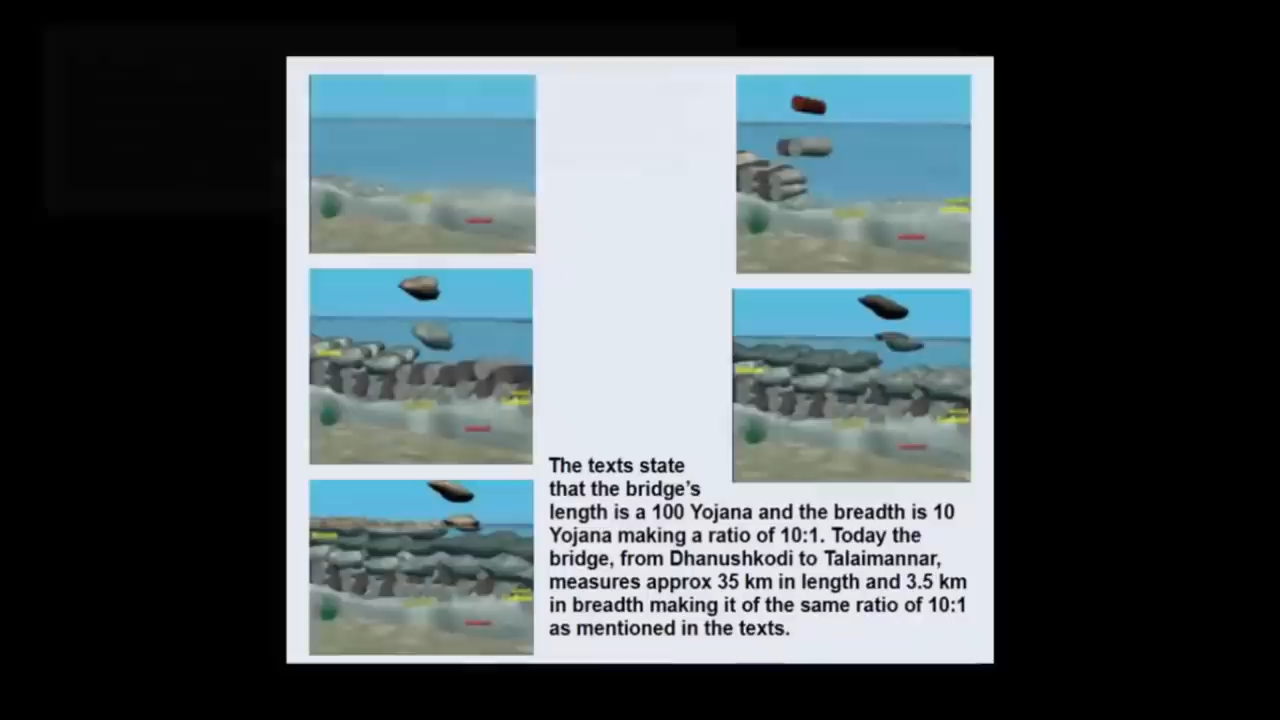 The texts state
that the bridge's
length is a 100 Yojana and the breadth is 10
Yojana making a ratio of 10:1. Today the
bridge, from Dhanushkodi to Talaimannar,
measures approx 35 km in length and 3.5 km
in breadth making it of the same ratio of 10:1
as mentioned in the texts.